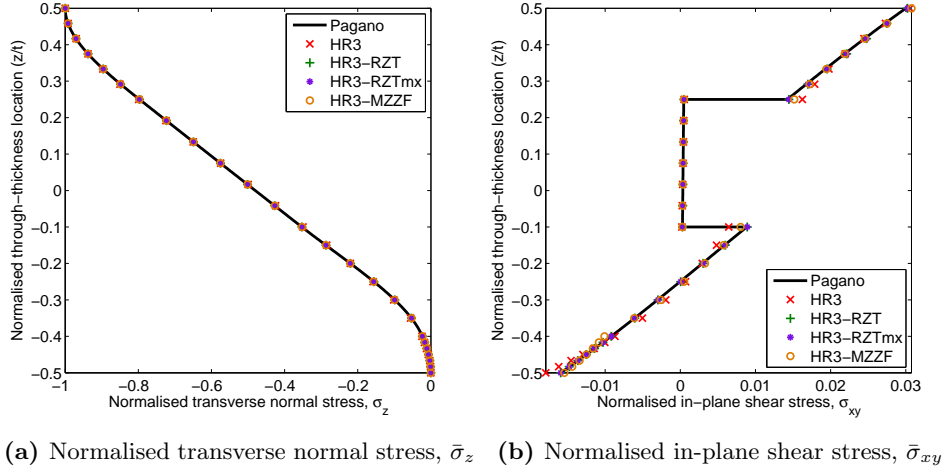 0.5
0.4
0.3
0.2
0.1
0
−0.1
−0.2
−0.3
−0.4
−0.5
Normalised through−thickness location (z/t)
−1 −0.8 −0.6 −0.4 −0.2 0
Normalised transverse normal stress, σz
Pagano
HR3
HR3−RZT
HR3−RZTmx
HR3−MZZF
0.5
0.4
0.3
0.2
0.1
0
−0.1
−0.2
−0.3
−0.4
−0.5
Normalised through−thickness location (z/t)
−0.01 0 0.01 0.02 0.03
Normalised in−plane shear stress, σxy
Pagano
HR3
HR3−RZT
HR3−RZTmx
HR3−MZZF
(a) Normalised transverse normal stress, σ̄z
(b) Normalised in-plane shear stress, σ̄xy